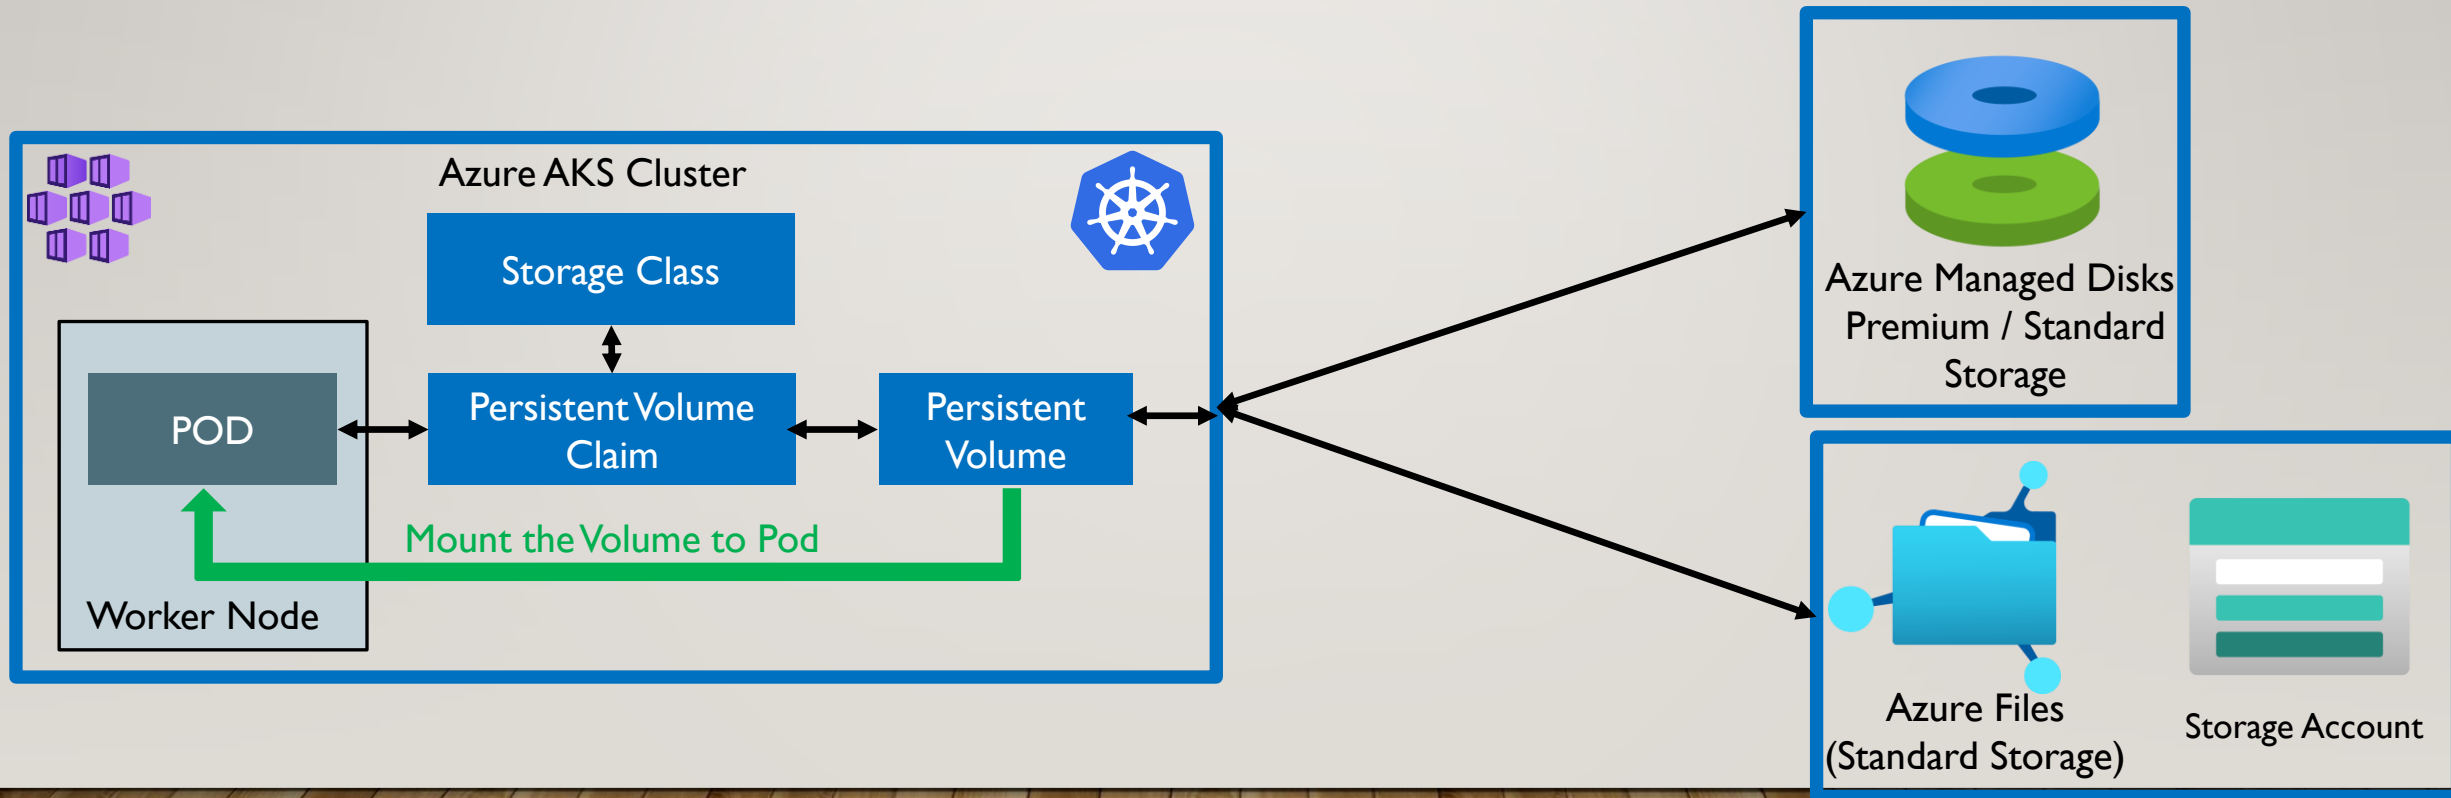 Azure AKS Cluster
Storage Class
POD
Persistent Volume
Claim
Persistent
Volume
Mount the Volume to Pod
Worker Node
Azure Managed Disks
Premium / Standard
Storage
Azure Files
(Standard Storage)
Storage Account